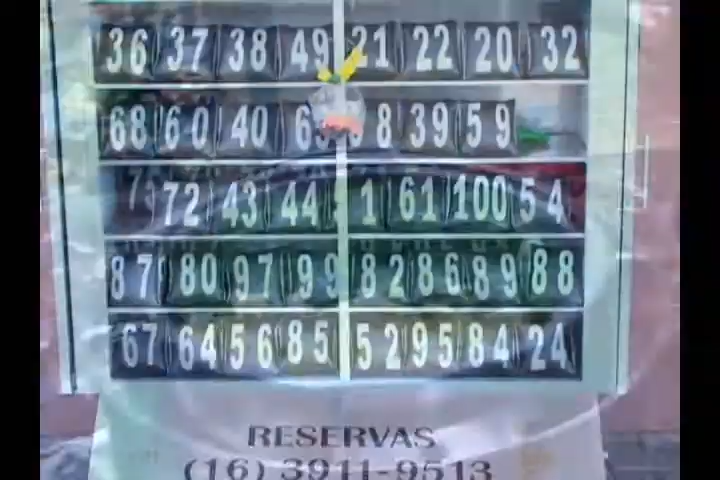 36 37 38 49 21 22 20 32
68 60 40 8 39 59
72 43 44 1 61 100 54
87 80 97 99 82 86 89 88
67 64 56 85 52 95 84 24
RESERVAS
(16) 3911-9513